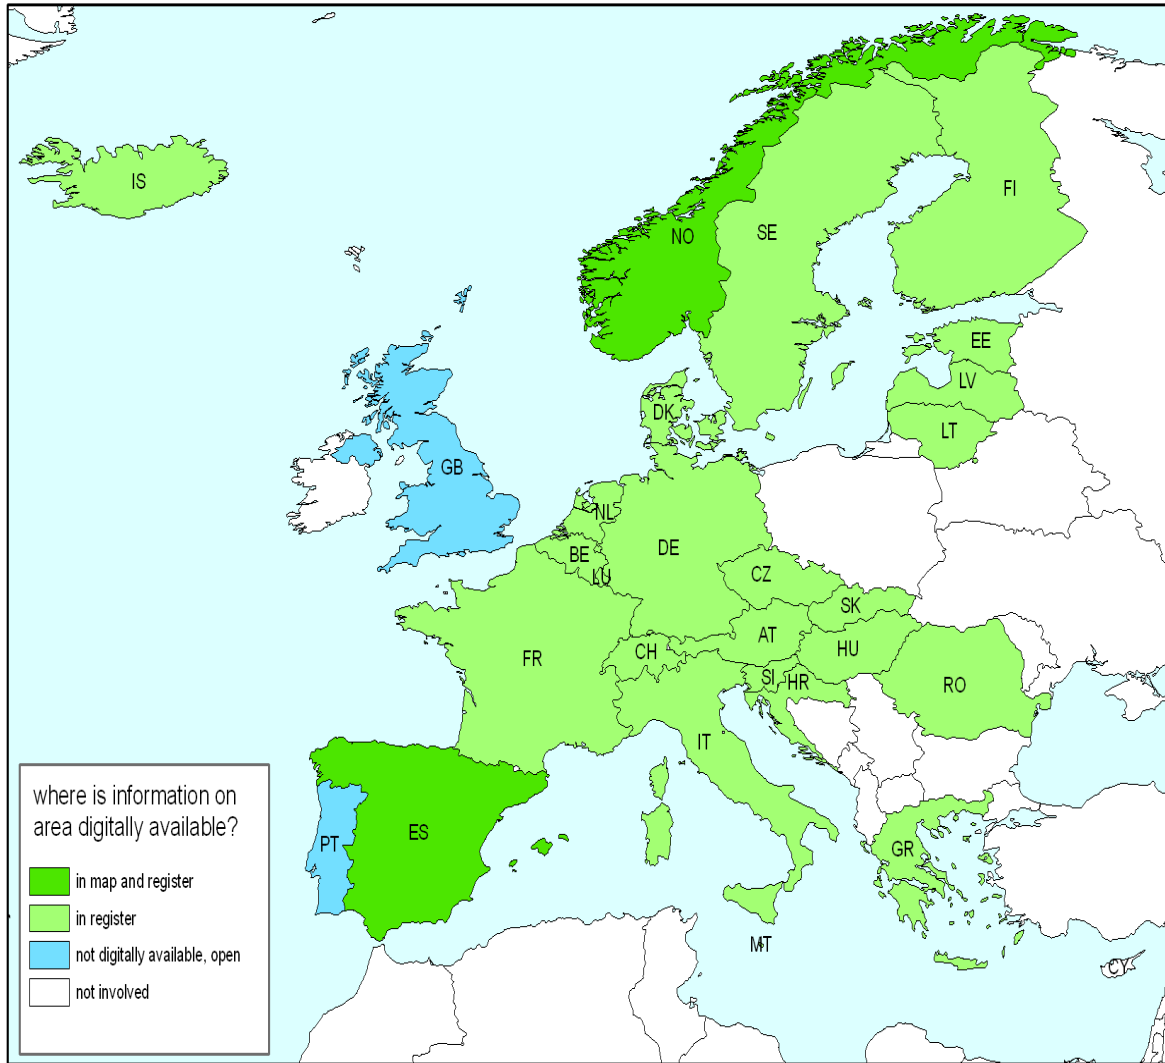 IS
NO
SE
FI
EE
LV
LT
DK
GB
NL
BE
LU
DE
CZ
SK
AT
HU
FR
CH
SI
HR
RO
IT
ES
PT
GR
MT
CY
where is information on
area digitally available?
in map and register
in register
not digitally available, open
not involved